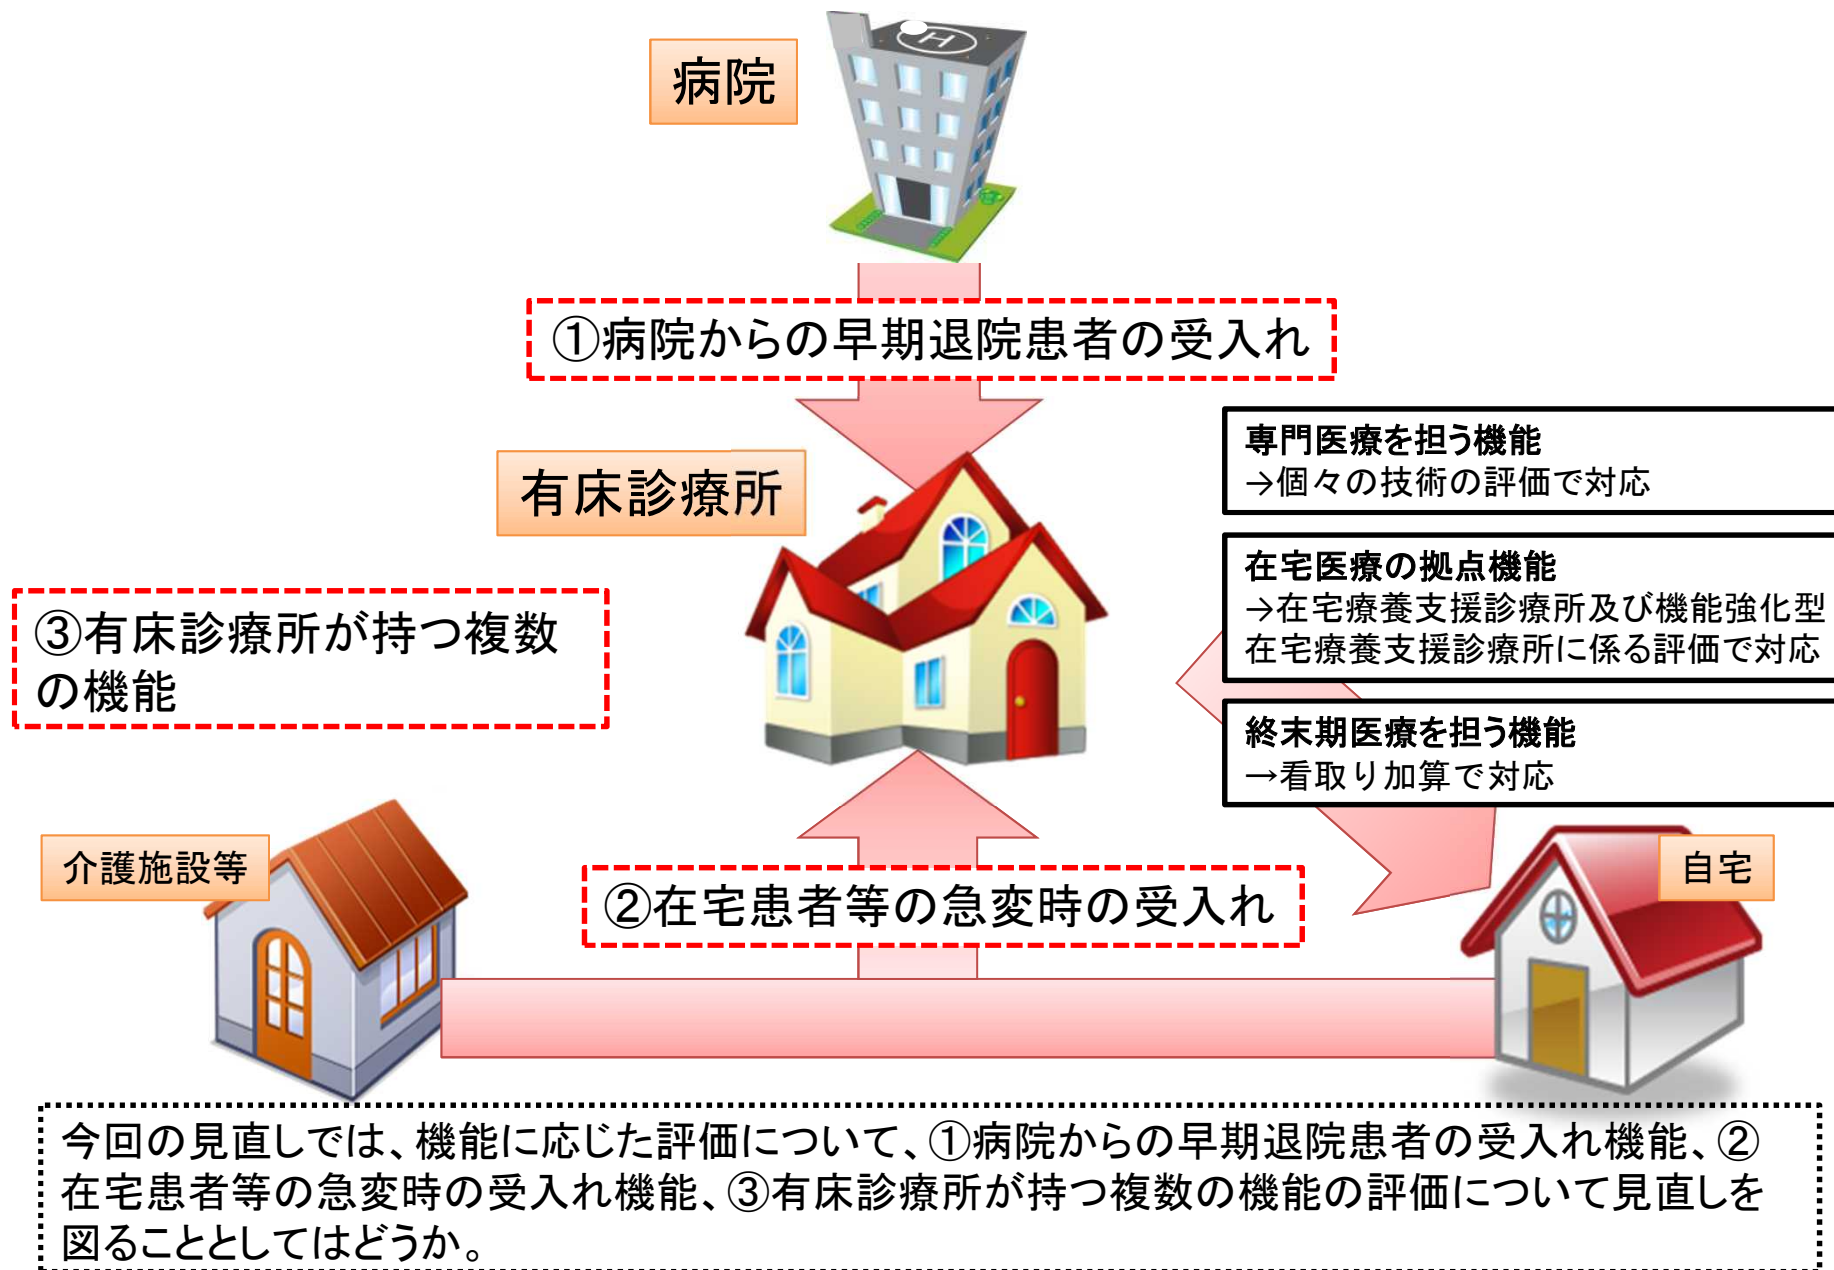 病院
①病院からの早期退院患者の受入れ
有床診療所
専門医療を担う機能
→個々の技術の評価で対応
在宅医療の拠点機能
→在宅療養支援診療所及び機能強化型
在宅療養支援診療所に係る評価で対応
終末期医療を担う機能
→看取り加算で対応
③有床診療所が持つ複数
の機能
介護施設等
②在宅患者等の急変時の受入れ
自宅
今回の見直しでは、機能に応じた評価について、①病院からの早期退院患者の受入れ機能、②
在宅患者等の急変時の受入れ機能、③有床診療所が持つ複数の機能の評価について見直しを
図ることとしてはどうか。
H